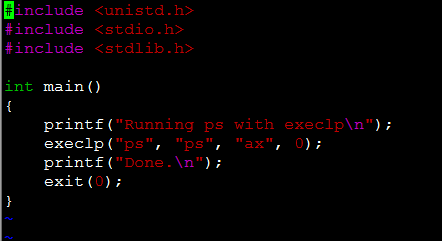 #include <unistd.h>
#include <stdio.h>
#include <stdlib.h>

int main()
{
    printf("Running ps with execlp\n");
    execlp("ps", "ps", "ax", 0);
    printf("Done.\n");
    exit(0);
}
~
~